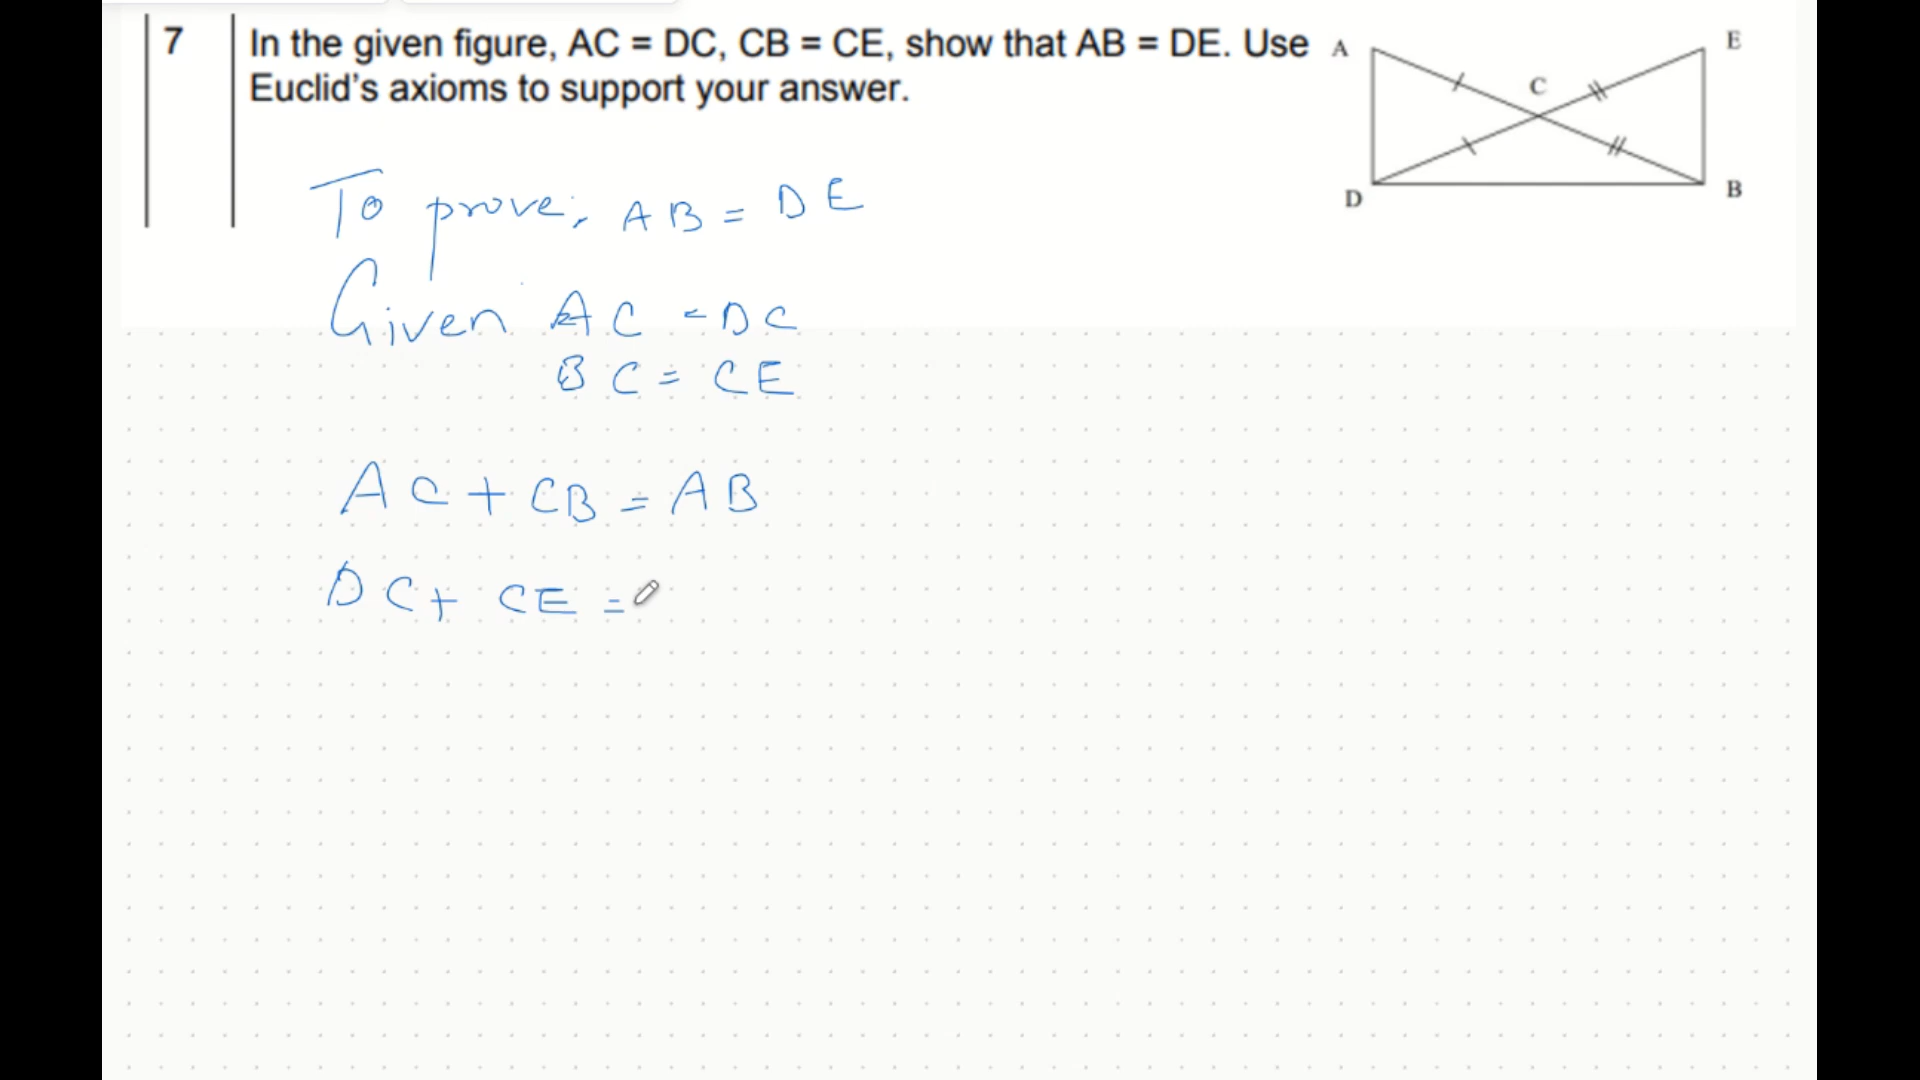 7 In the given figure, AC = DC, CB = CE, show that AB = DE. Use
Euclid's axioms to support your answer.
A
E
C
D
B
To prove; AB = DE
Given AC = DC
BC = CE
AC + CB = AB
DC + CE =